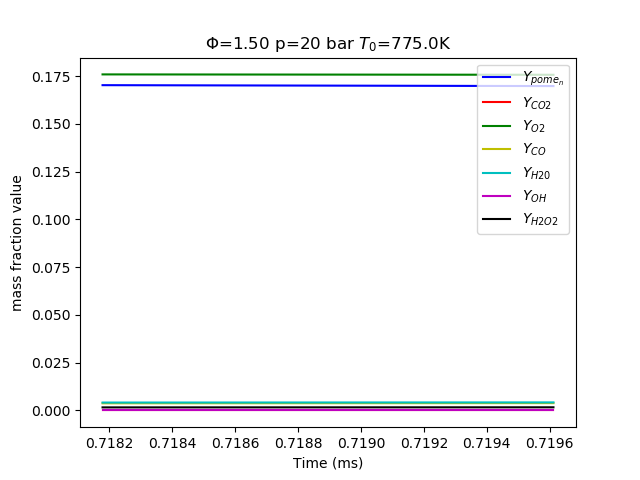 Φ=1.50 p=20 bar T₀=775.0K
mass fraction value
0.175
0.150
0.125
0.100
0.075
0.050
0.025
0.000
Y_pome_n
Y_CO2
Y_O2
Y_CO
Y_H20
Y_OH
Y_H2O2
0.7182 0.7184 0.7186 0.7188 0.7190 0.7192 0.7194 0.7196
Time (ms)